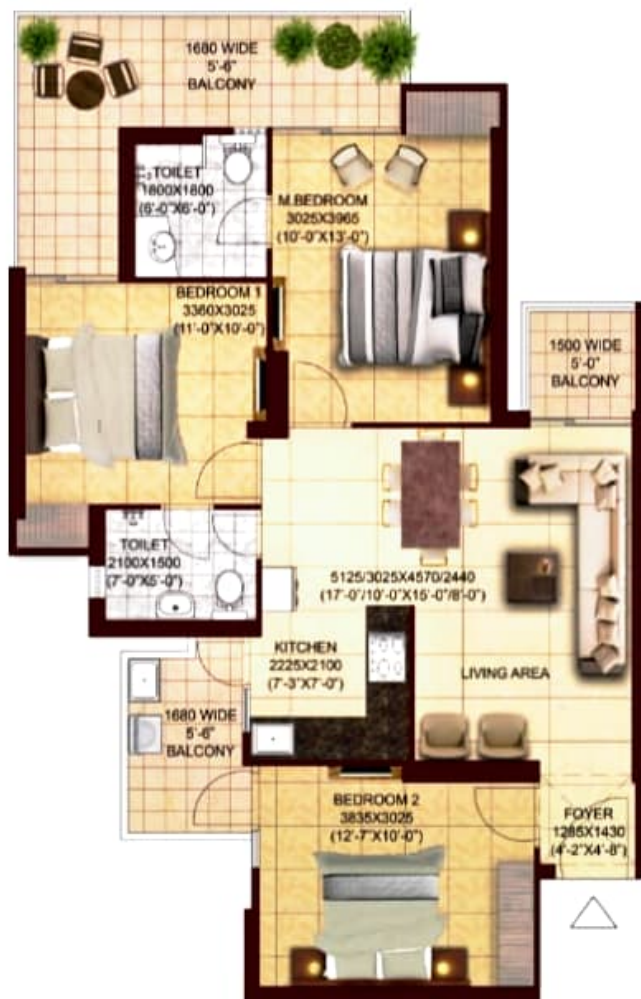 1680 WIDE
5'-6"
BALCONY
TOILET
1800X1800
(6'-0"X6'-0")
M.BEDROOM
3025X3965
(10'-0"X13'-0")
BEDROOM 1
3360X3025
(11'-0"X10'-0")
1500 WIDE
5'-0"
BALCONY
TOILET
2100X1500
(7'-0"X5'-0")
5125/3025X4570/2440
(17'-0"/10'-0"X15'-0"/8'-0")
KITCHEN
2225X2100
(7'-3"X7'-0")
LIVING AREA
1680 WIDE
5'-6"
BALCONY
BEDROOM 2
3835X3025
(12'-7"X10'-0")
FOYER
1285X1430
(4'-2"X4'-8")